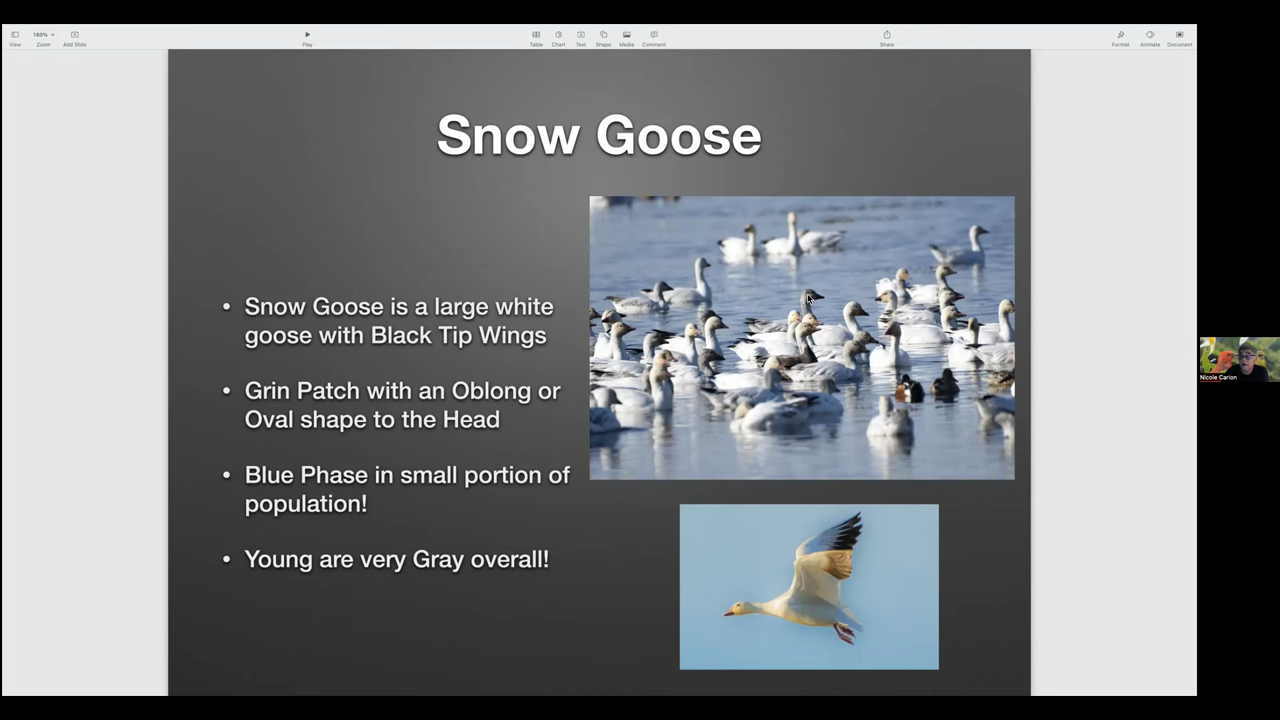 180%
View
Zoom
Add Slide
Play
Table
Chart
Text
Shape
Media
Comment
Share
Format
Animate
Document
Snow Goose
• Snow Goose is a large white
goose with Black Tip Wings
• Grin Patch with an Oblong or
Oval shape to the Head
• Blue Phase in small portion of
population!
• Young are very Gray overall!
Nicole Carion